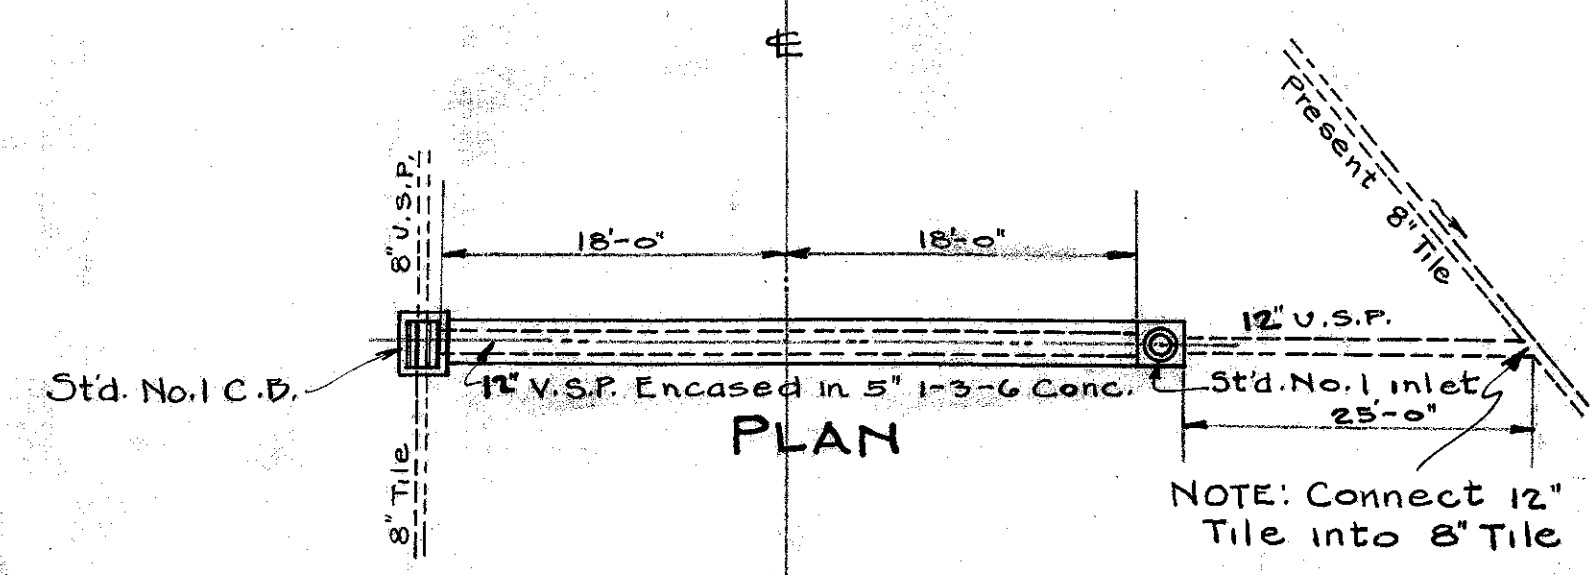 ℄
Present 8" Tile
8" U.S.P.
18'-0"
18'-0"
12" U.S.P.
St'd. No.1 C.B.
12" V.S.P. Encased in 5" 1-3-6 Conc.
St'd. No.1 inlet
25'-0"
PLAN
8" Tile
NOTE: Connect 12"
Tile into 8" Tile